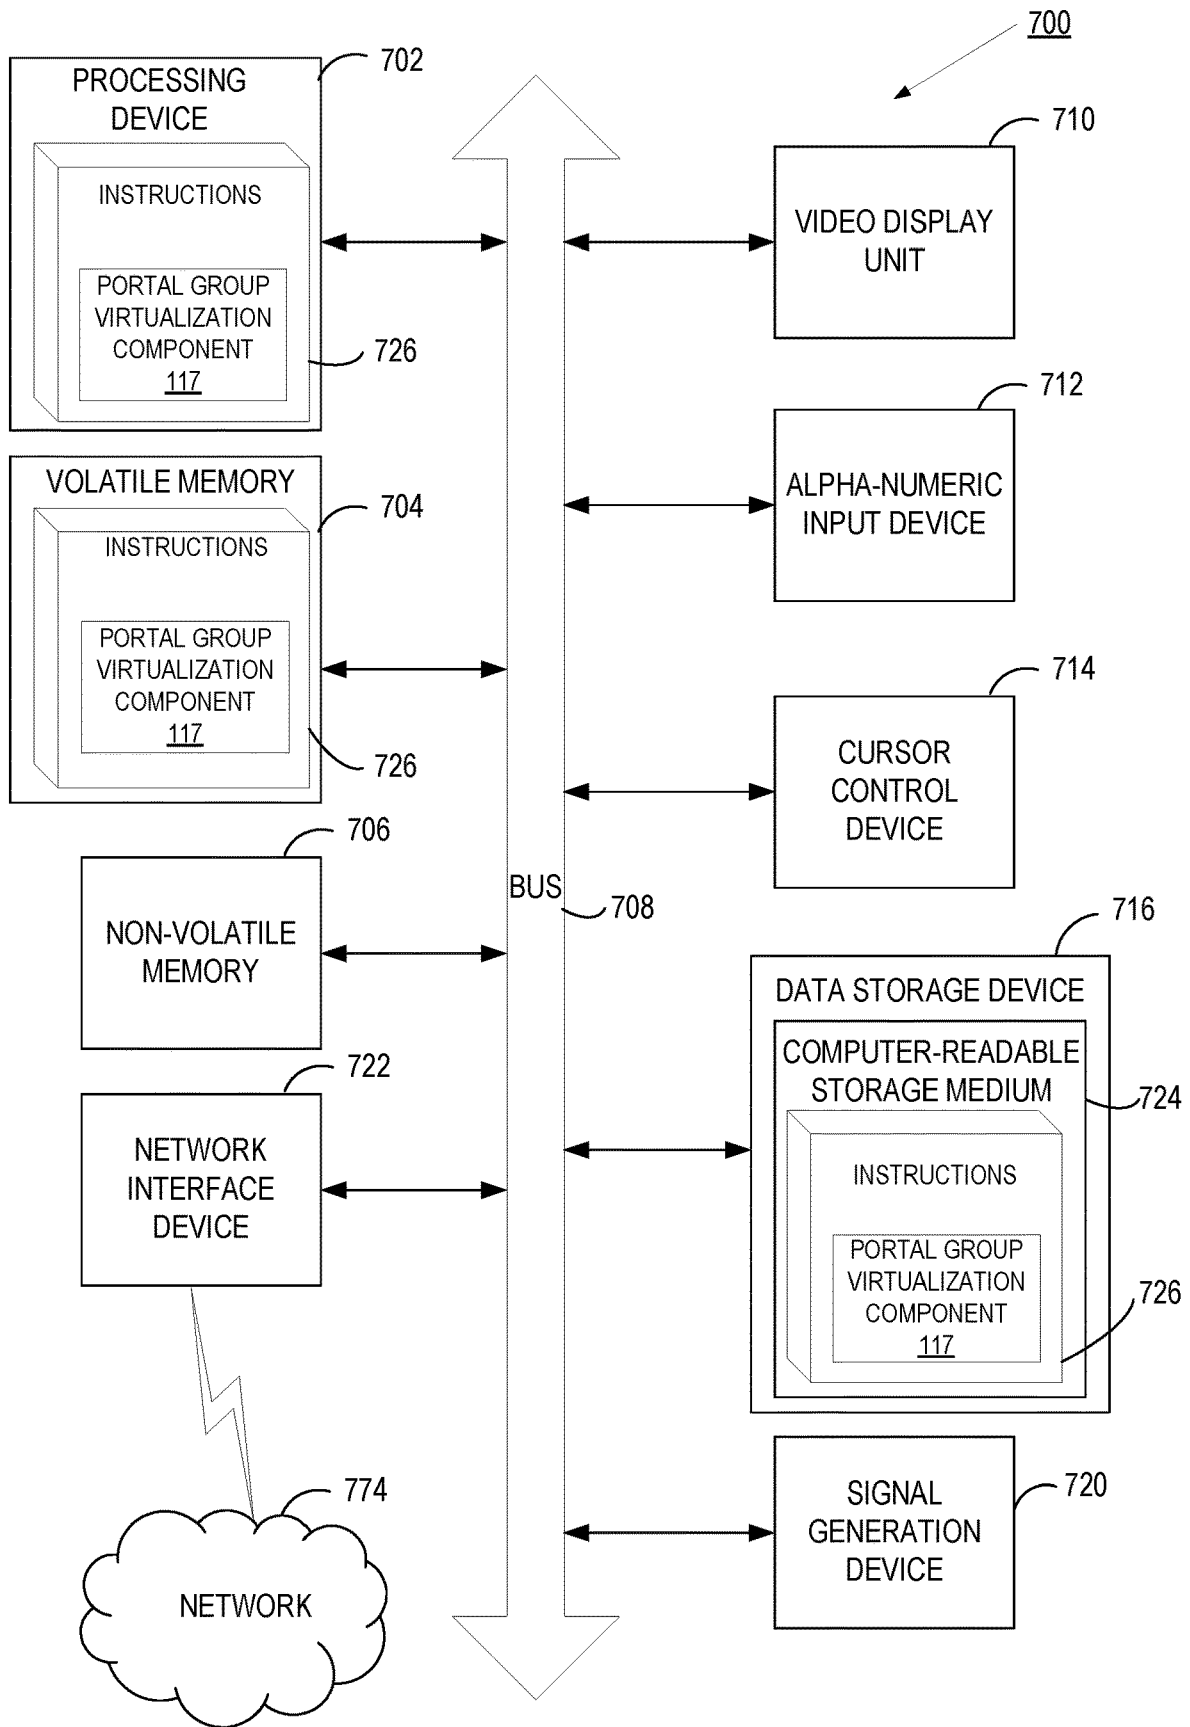 700
702
PROCESSING
DEVICE
INSTRUCTIONS
PORTAL GROUP
VIRTUALIZATION
COMPONENT
117
726
VOLATILE MEMORY
704
INSTRUCTIONS
PORTAL GROUP
VIRTUALIZATION
COMPONENT
117
726
706
NON-VOLATILE
MEMORY
722
NETWORK
INTERFACE
DEVICE
774
NETWORK
BUS
708
710
VIDEO DISPLAY
UNIT
712
ALPHA-NUMERIC
INPUT DEVICE
714
CURSOR
CONTROL
DEVICE
716
DATA STORAGE DEVICE
COMPUTER-READABLE
STORAGE MEDIUM
724
INSTRUCTIONS
PORTAL GROUP
VIRTUALIZATION
COMPONENT
117
726
SIGNAL
GENERATION
DEVICE
720